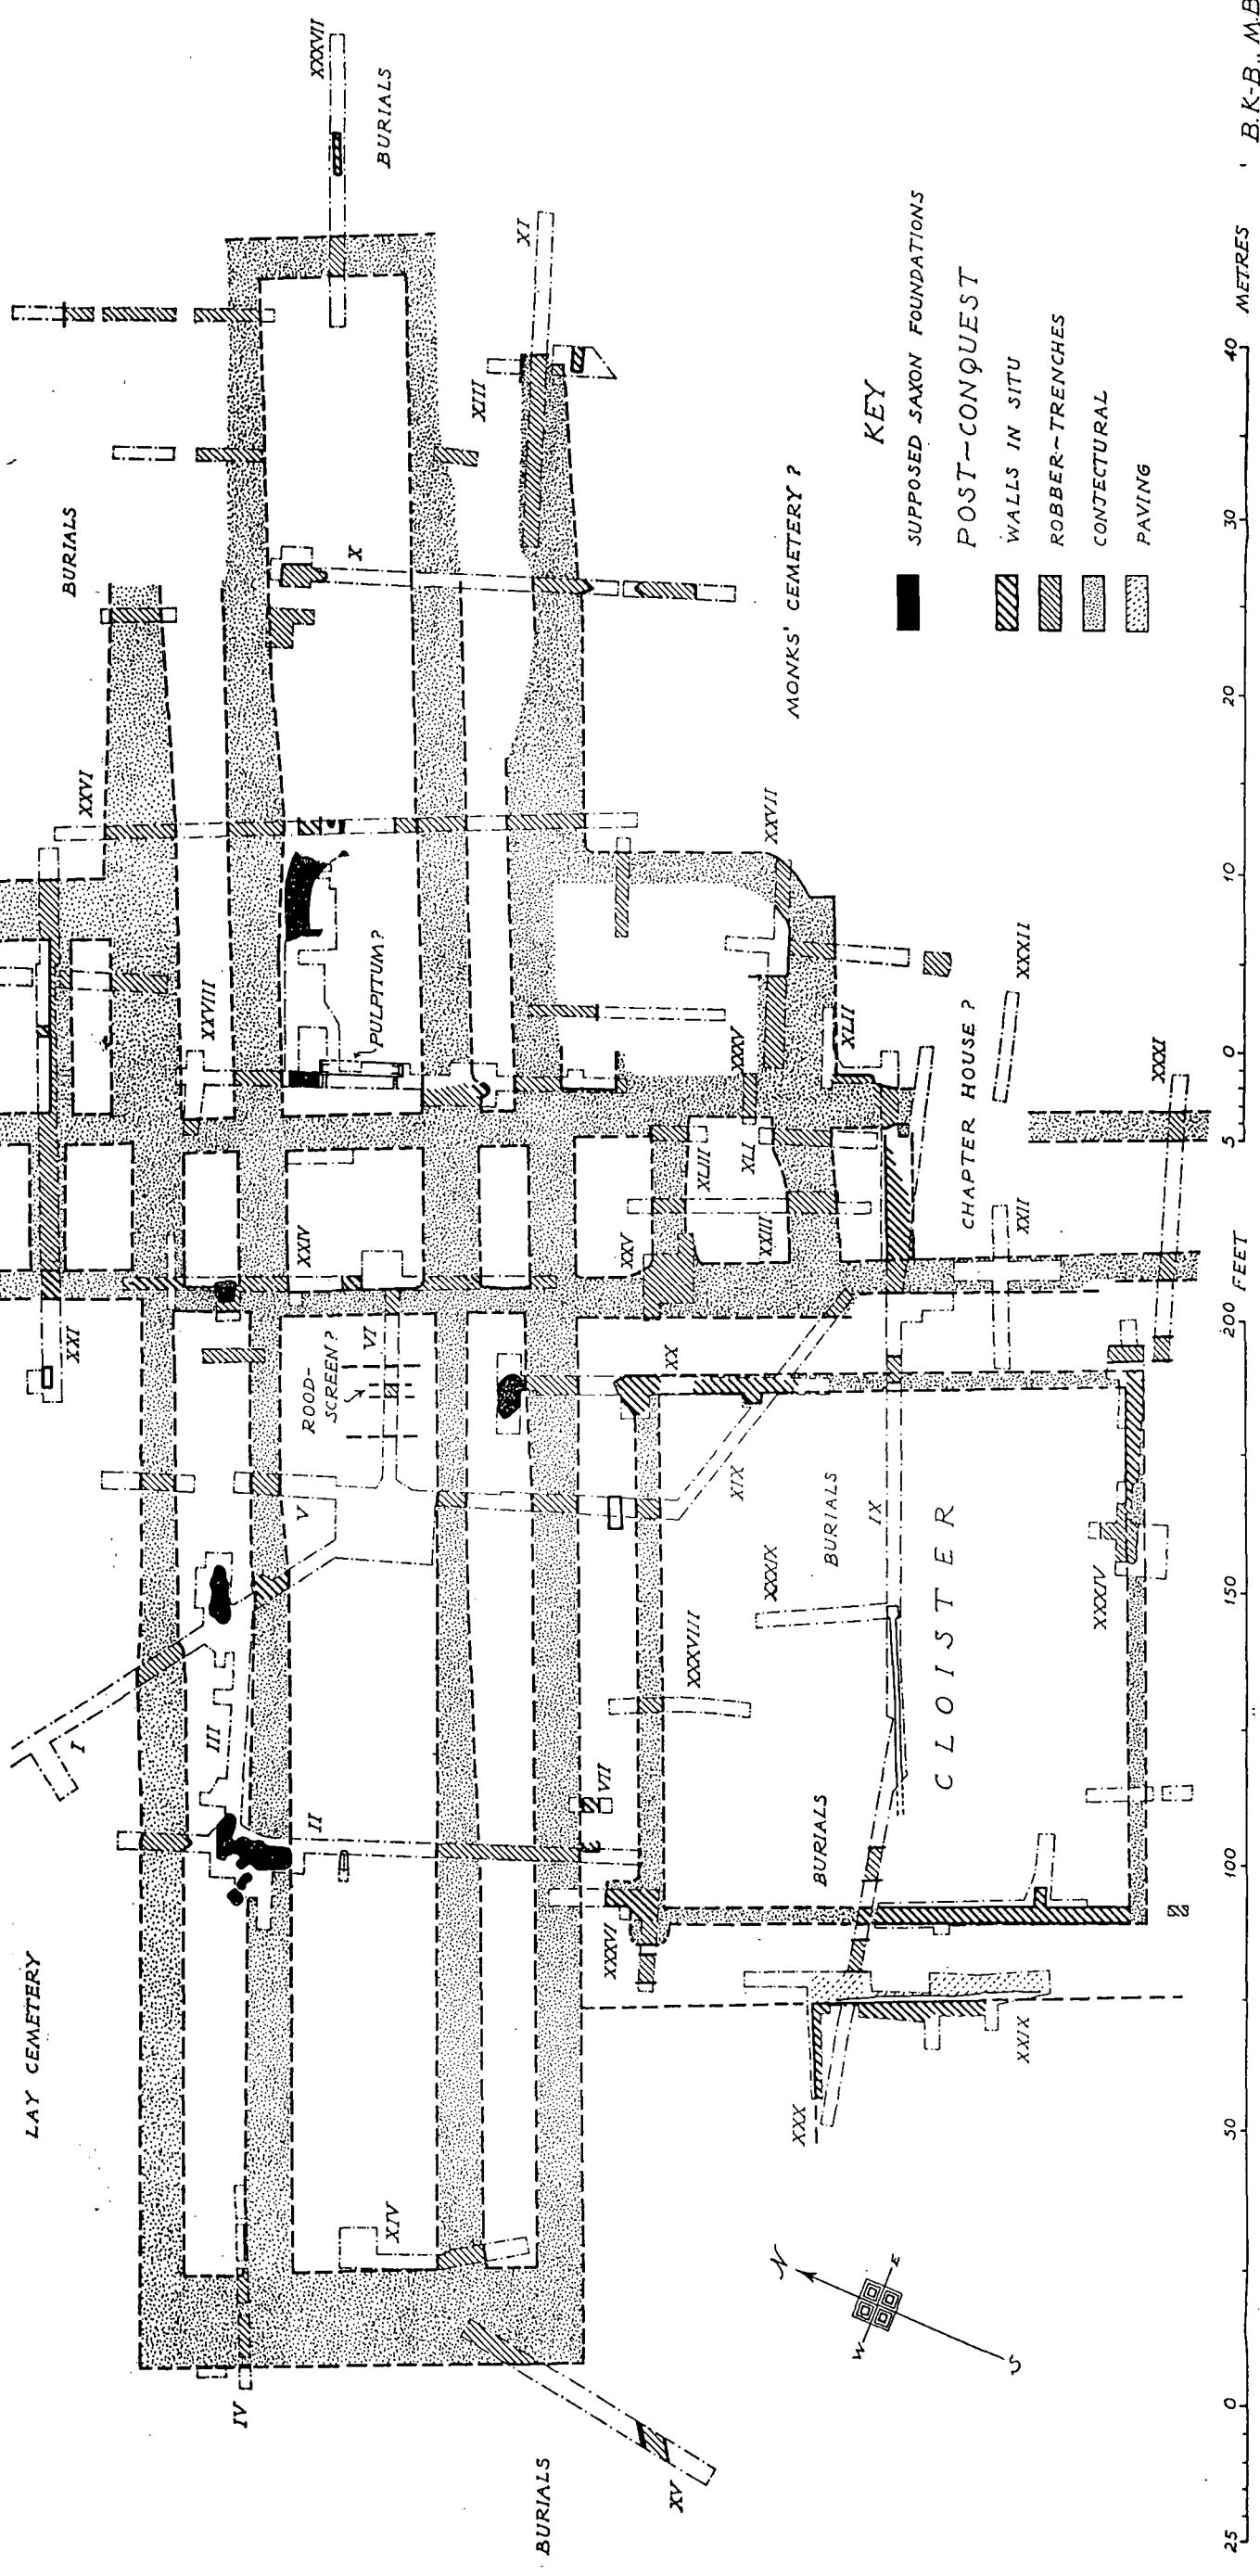 LAY CEMETERY
BURIALS
XXXVII
BURIALS
XXVI
XXI
XXVIII
I
III
V
XXIV
X
XIII
XI
IV
II
VI
ROOD-
SCREEN?
PULPITUM?
XIV
BURIALS
XV
XXXVI
VII
XXXVIII
XX
XIX
XXV
XLIII
XXXV
XLI
XXIII
XXVII
MONKS' CEMETERY ?
XLII
XXXIX
BURIALS
IX
BURIALS
CLOISTER
XXX
XXIX
XXXIV
CHAPTER HOUSE ?
XXII
XXXII
XXXI
N
W
E
S
KEY
SUPPOSED SAXON FOUNDATIONS
POST-CONQUEST
WALLS IN SITU
ROBBER-TRENCHES
CONJECTURAL
PAVING
25 0 50 100 150 200 FEET
5 0 10 20 30 40 METRES
B.K-B., M.B